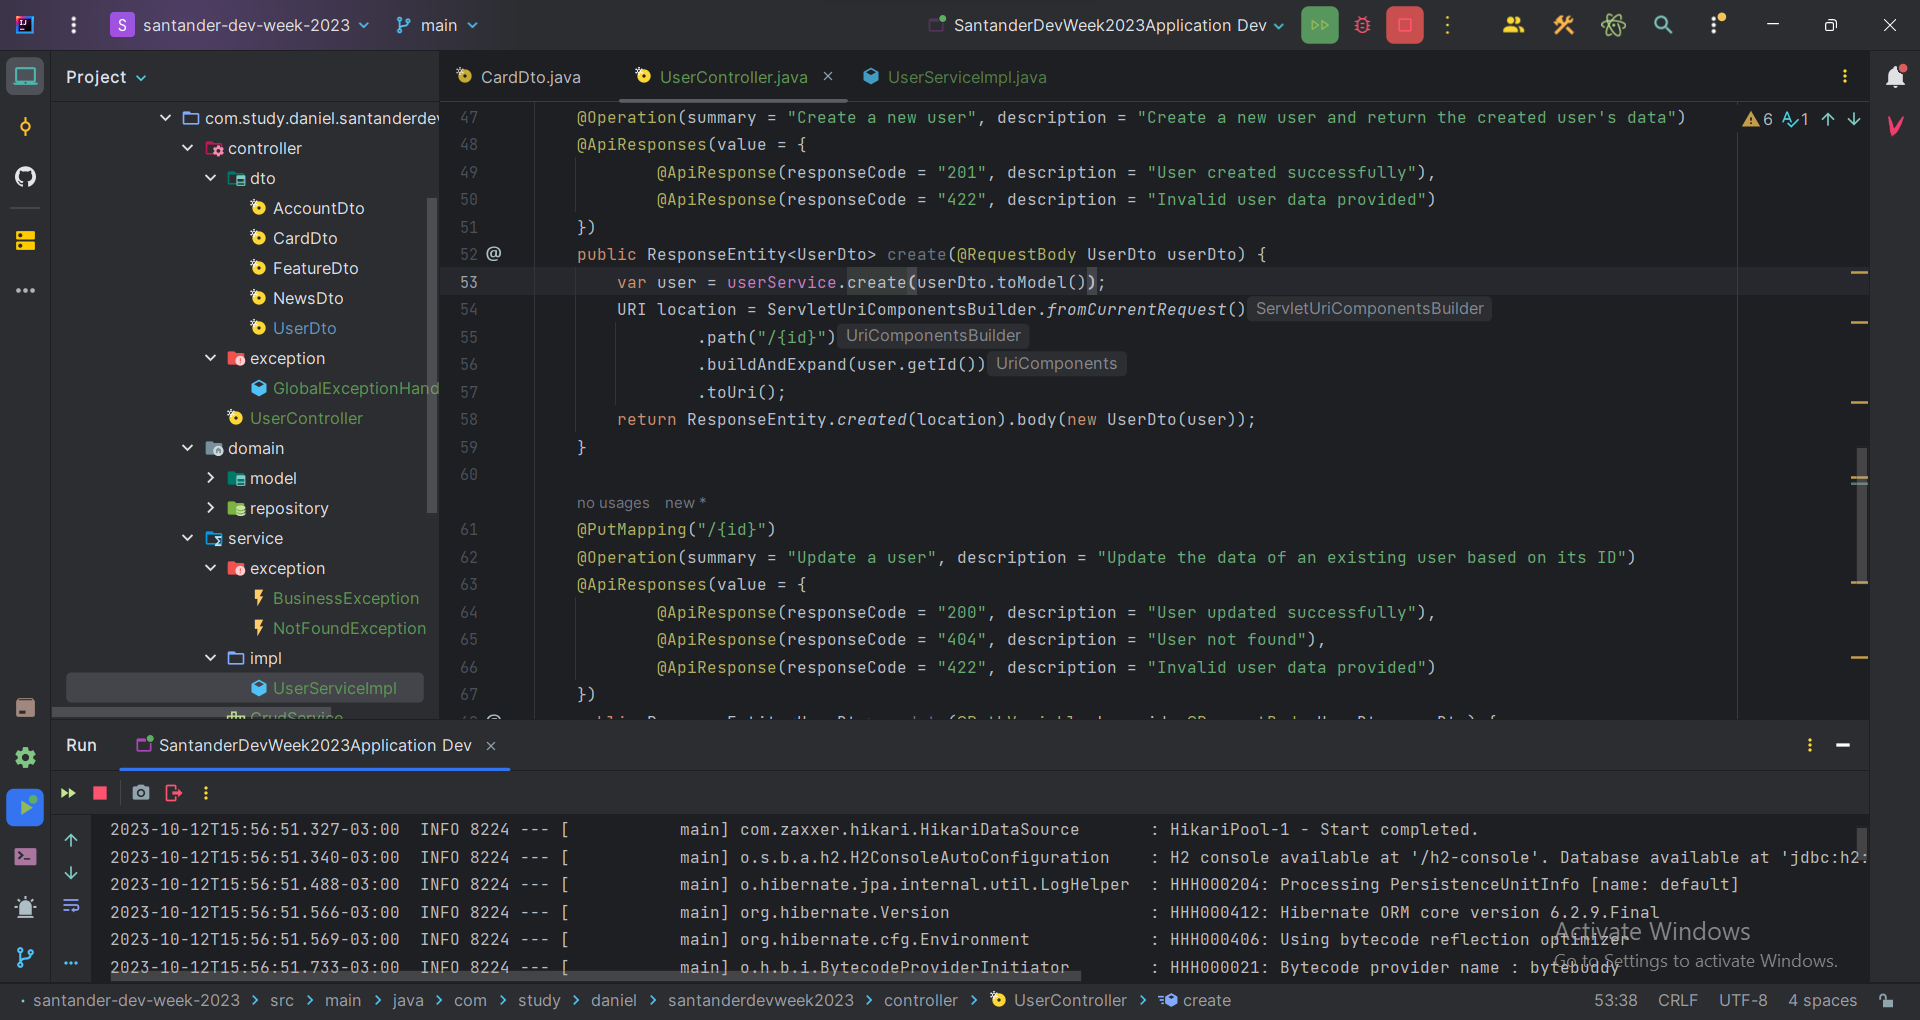 S santander-dev-week-2023 main SantanderDevWeek2023Application Dev
Project
CardDto.java UserController.java UserServiceImpl.java
com.study.daniel.santanderdev
controller
dto
AccountDto
CardDto
FeatureDto
NewsDto
UserDto
exception
GlobalExceptionHand
UserController
domain
model
repository
service
exception
BusinessException
NotFoundException
impl
UserServiceImpl
CrudService
6 1
47 @Operation(summary = "Create a new user", description = "Create a new user and return the created user's data")
48 @ApiResponses(value = {
49 @ApiResponse(responseCode = "201", description = "User created successfully"),
50 @ApiResponse(responseCode = "422", description = "Invalid user data provided")
51 })
52 @ public ResponseEntity<UserDto> create(@RequestBody UserDto userDto) {
53 var user = userService.create(userDto.toModel());
54 URI location = ServletUriComponentsBuilder.fromCurrentRequest() ServletUriComponentsBuilder
55 .path("/{id}") UriComponentsBuilder
56 .buildAndExpand(user.getId()) UriComponents
57 .toUri();
58 return ResponseEntity.created(location).body(new UserDto(user));
59 }
60
no usages new *
61 @PutMapping("/{id}")
62 @Operation(summary = "Update a user", description = "Update the data of an existing user based on its ID")
63 @ApiResponses(value = {
64 @ApiResponse(responseCode = "200", description = "User updated successfully"),
65 @ApiResponse(responseCode = "404", description = "User not found"),
66 @ApiResponse(responseCode = "422", description = "Invalid user data provided")
67 })
Run SantanderDevWeek2023Application Dev
2023-10-12T15:56:51.327-03:00 INFO 8224 --- [ main] com.zaxxer.hikari.HikariDataSource : HikariPool-1 - Start completed.
2023-10-12T15:56:51.340-03:00 INFO 8224 --- [ main] o.s.b.a.h2.H2ConsoleAutoConfiguration : H2 console available at '/h2-console'. Database available at 'jdbc:h2:
2023-10-12T15:56:51.488-03:00 INFO 8224 --- [ main] o.hibernate.jpa.internal.util.LogHelper : HHH000204: Processing PersistenceUnitInfo [name: default]
2023-10-12T15:56:51.566-03:00 INFO 8224 --- [ main] org.hibernate.Version : HHH000412: Hibernate ORM core version 6.2.9.Final
2023-10-12T15:56:51.569-03:00 INFO 8224 --- [ main] org.hibernate.cfg.Environment : HHH000406: Using bytecode reflection optimizer
2023-10-12T15:56:51.733-03:00 INFO 8224 --- [ main] o.h.b.i.BytecodeProviderInitiator : HHH000021: Bytecode provider name : bytebuddy
Activate Windows
Go to Settings to activate Windows.
santander-dev-week-2023 > src > main > java > com > study > daniel > santanderdevweek2023 > controller > UserController > create 53:38 CRLF UTF-8 4 spaces